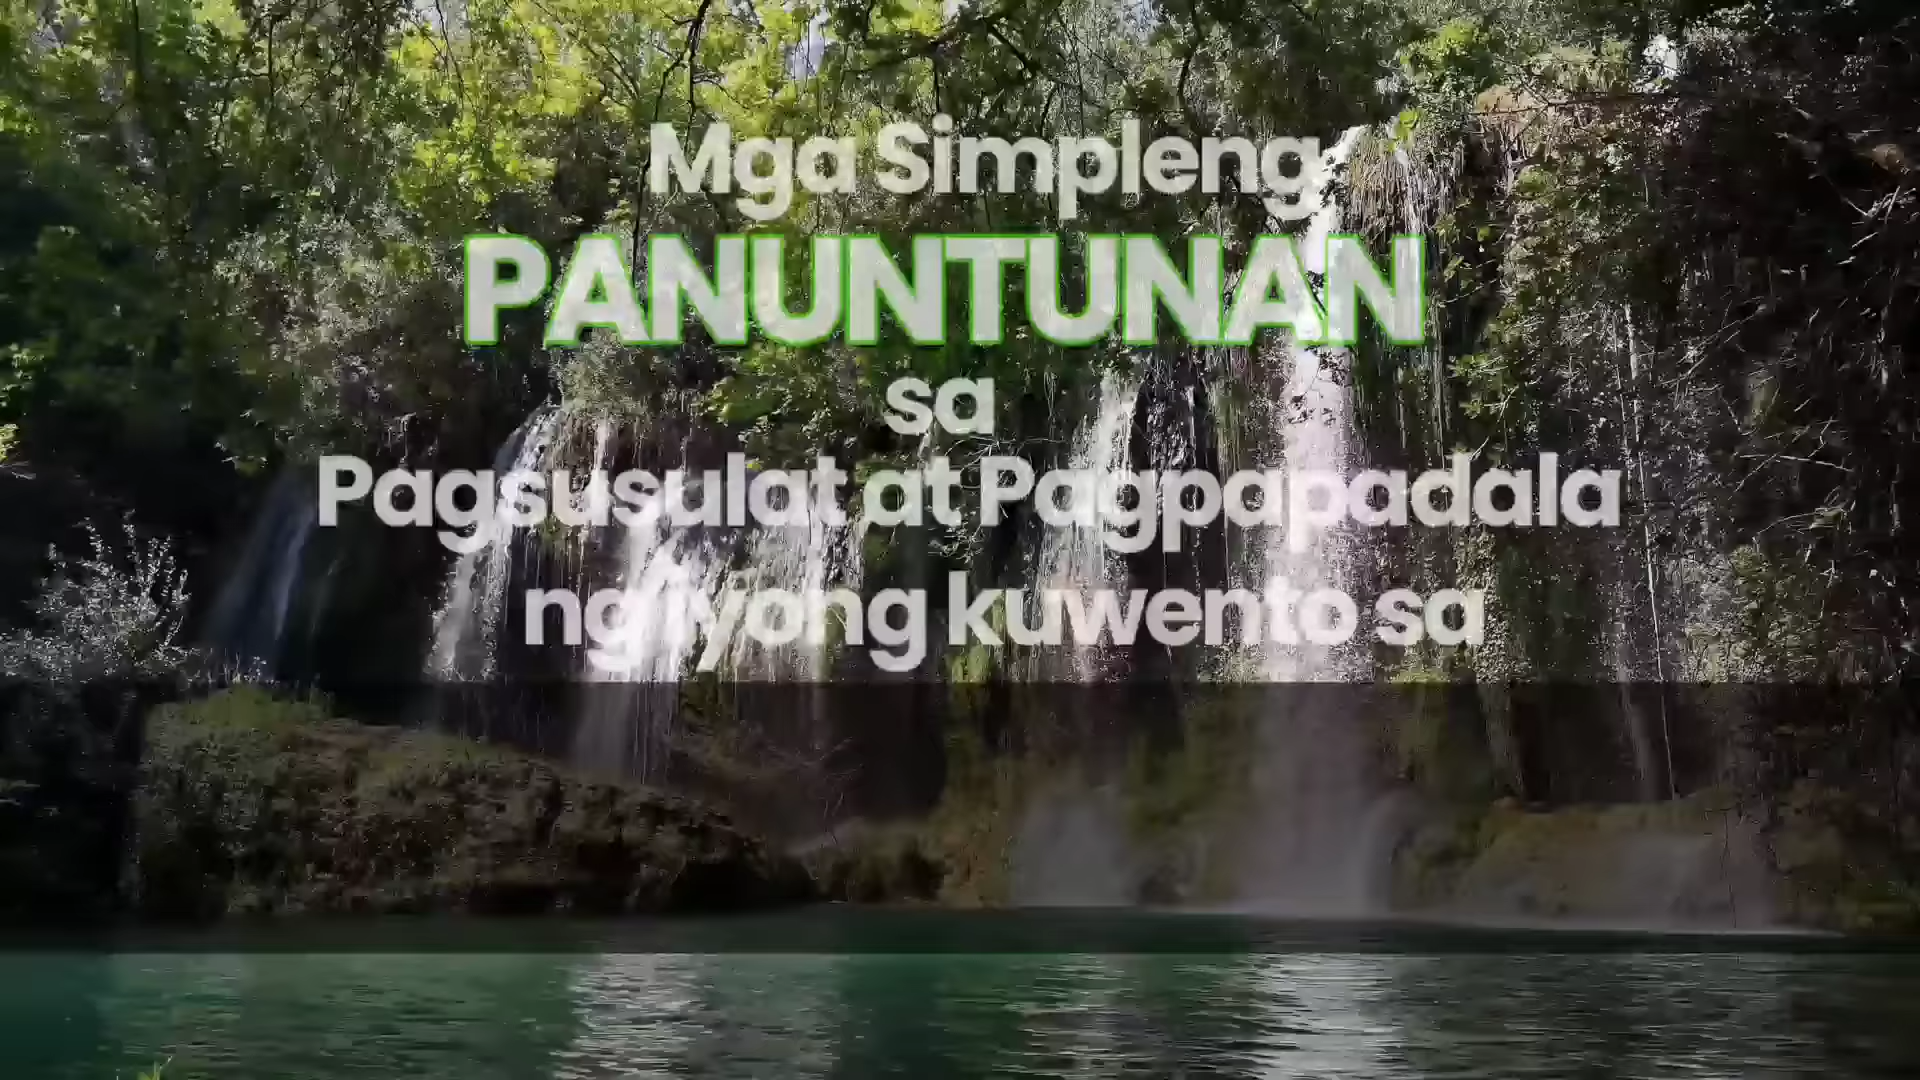 Mga Simpleng
PANUNTUNAN
sa
Pagsusulat at Pagpapadala
ng iyong kuwento sa